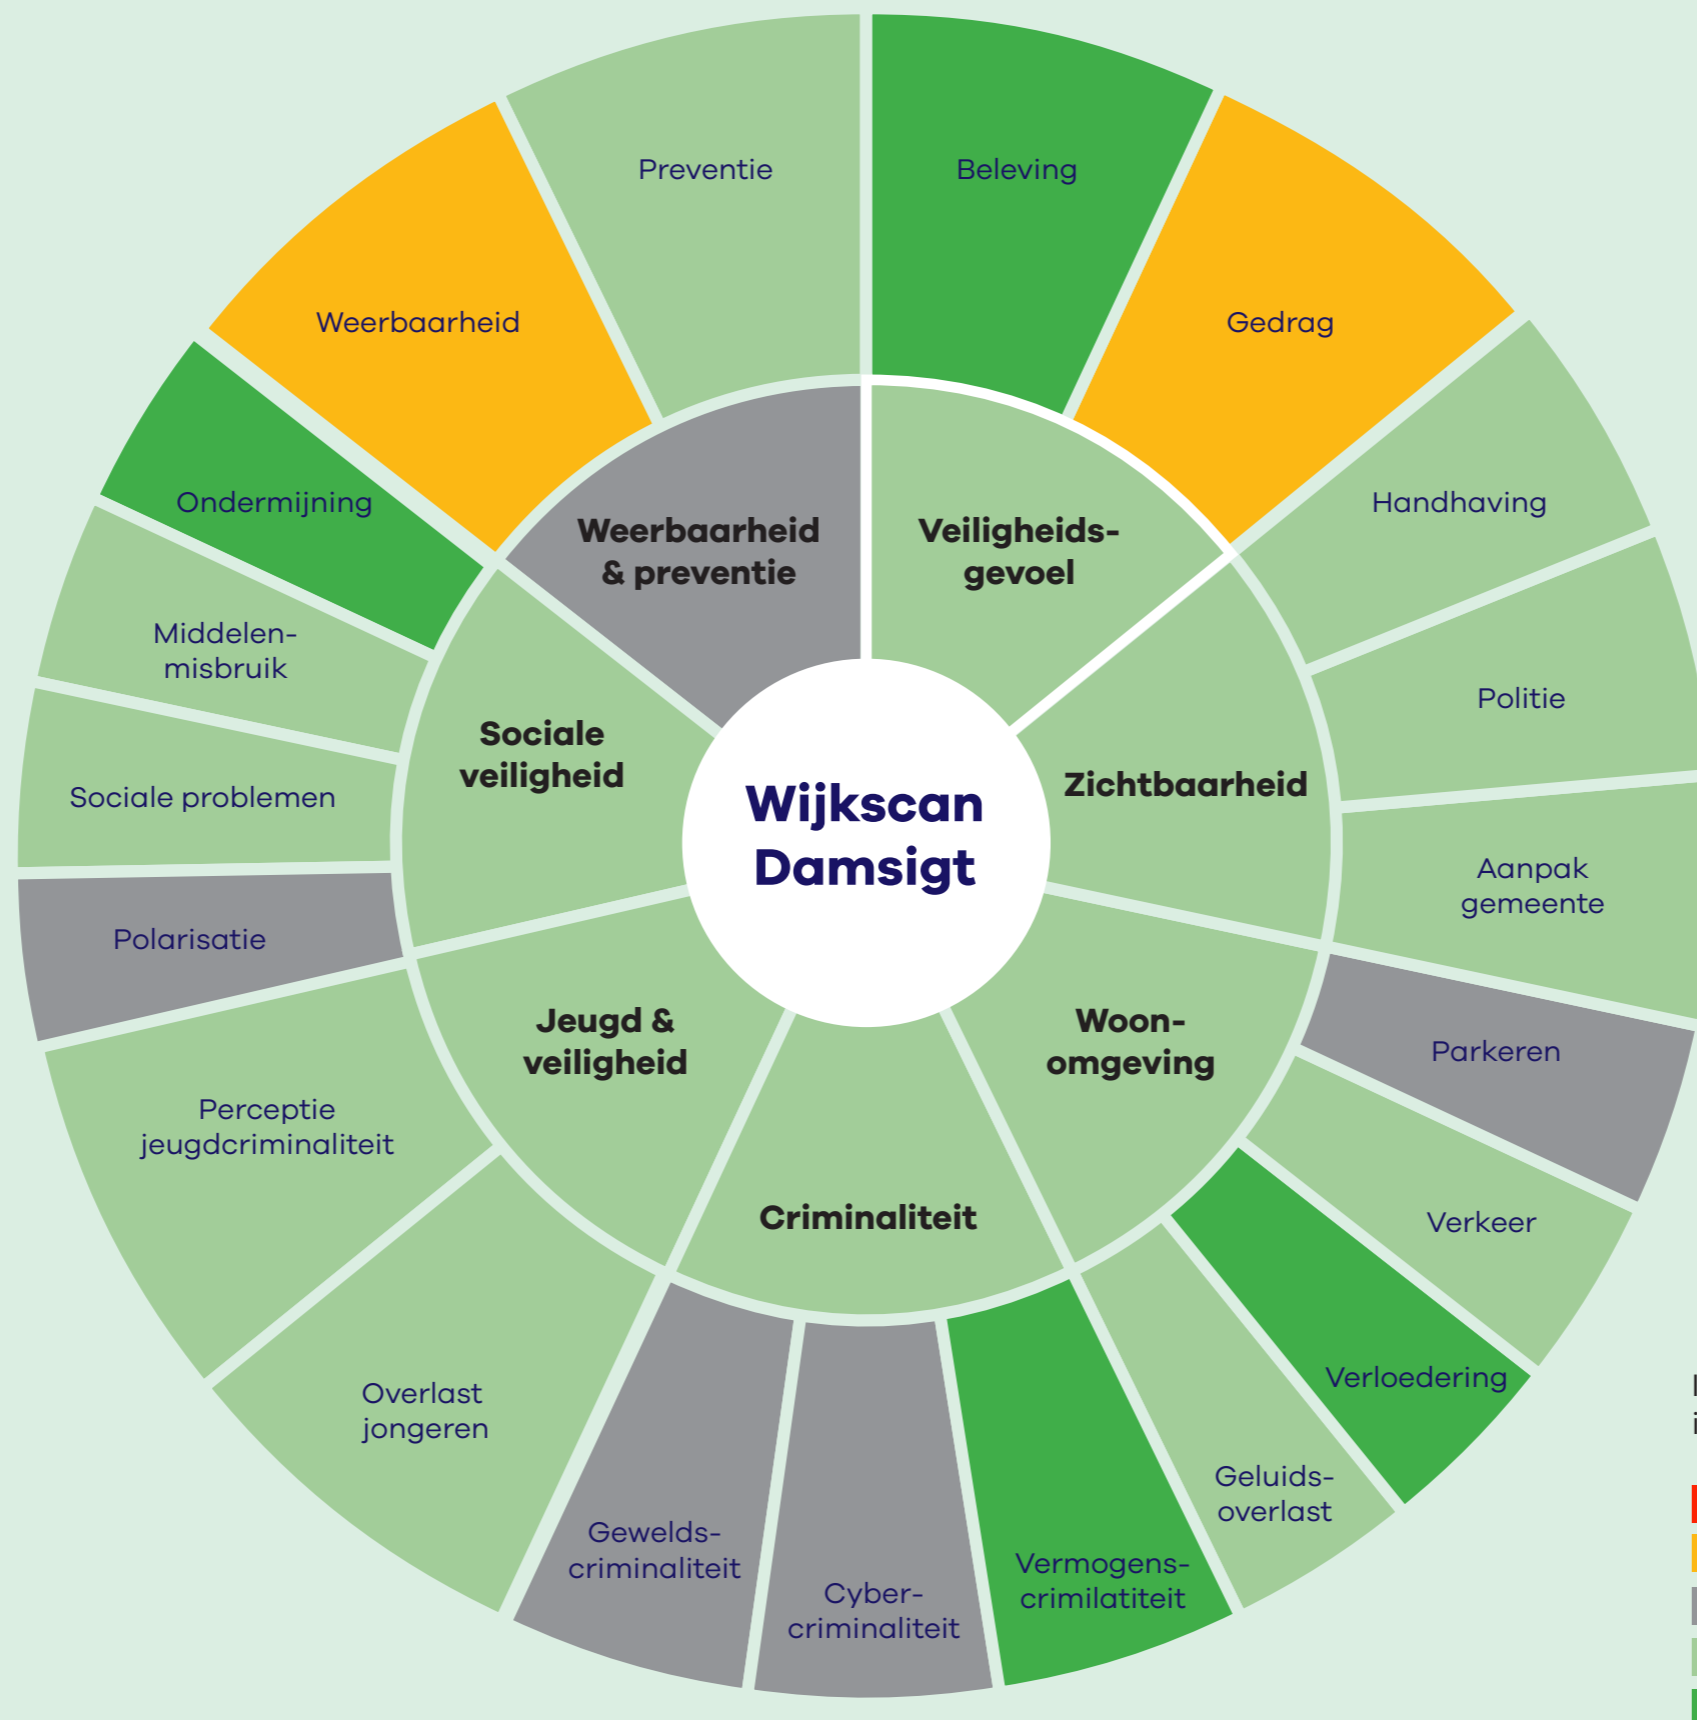 Preventie
Beleving
Weerbaarheid
Gedrag
Ondermijning
Handhaving
Weerbaarheid
& preventie
Veiligheids-
gevoel
Middelen-
misbruik
Politie
Sociale
veiligheid
Zichtbaarheid
Sociale problemen
Wijkscan
Damsigt
Aanpak
gemeente
Polarisatie
Jeugd &
veiligheid
Woon-
omgeving
Parkeren
Perceptie
jeugdcriminaliteit
Criminaliteit
Verkeer
Overlast
jongeren
Verloedering
Geluids-
overlast
Gewelds-
criminaliteit
Cyber-
criminaliteit
Vermogens-
crimilatiteit